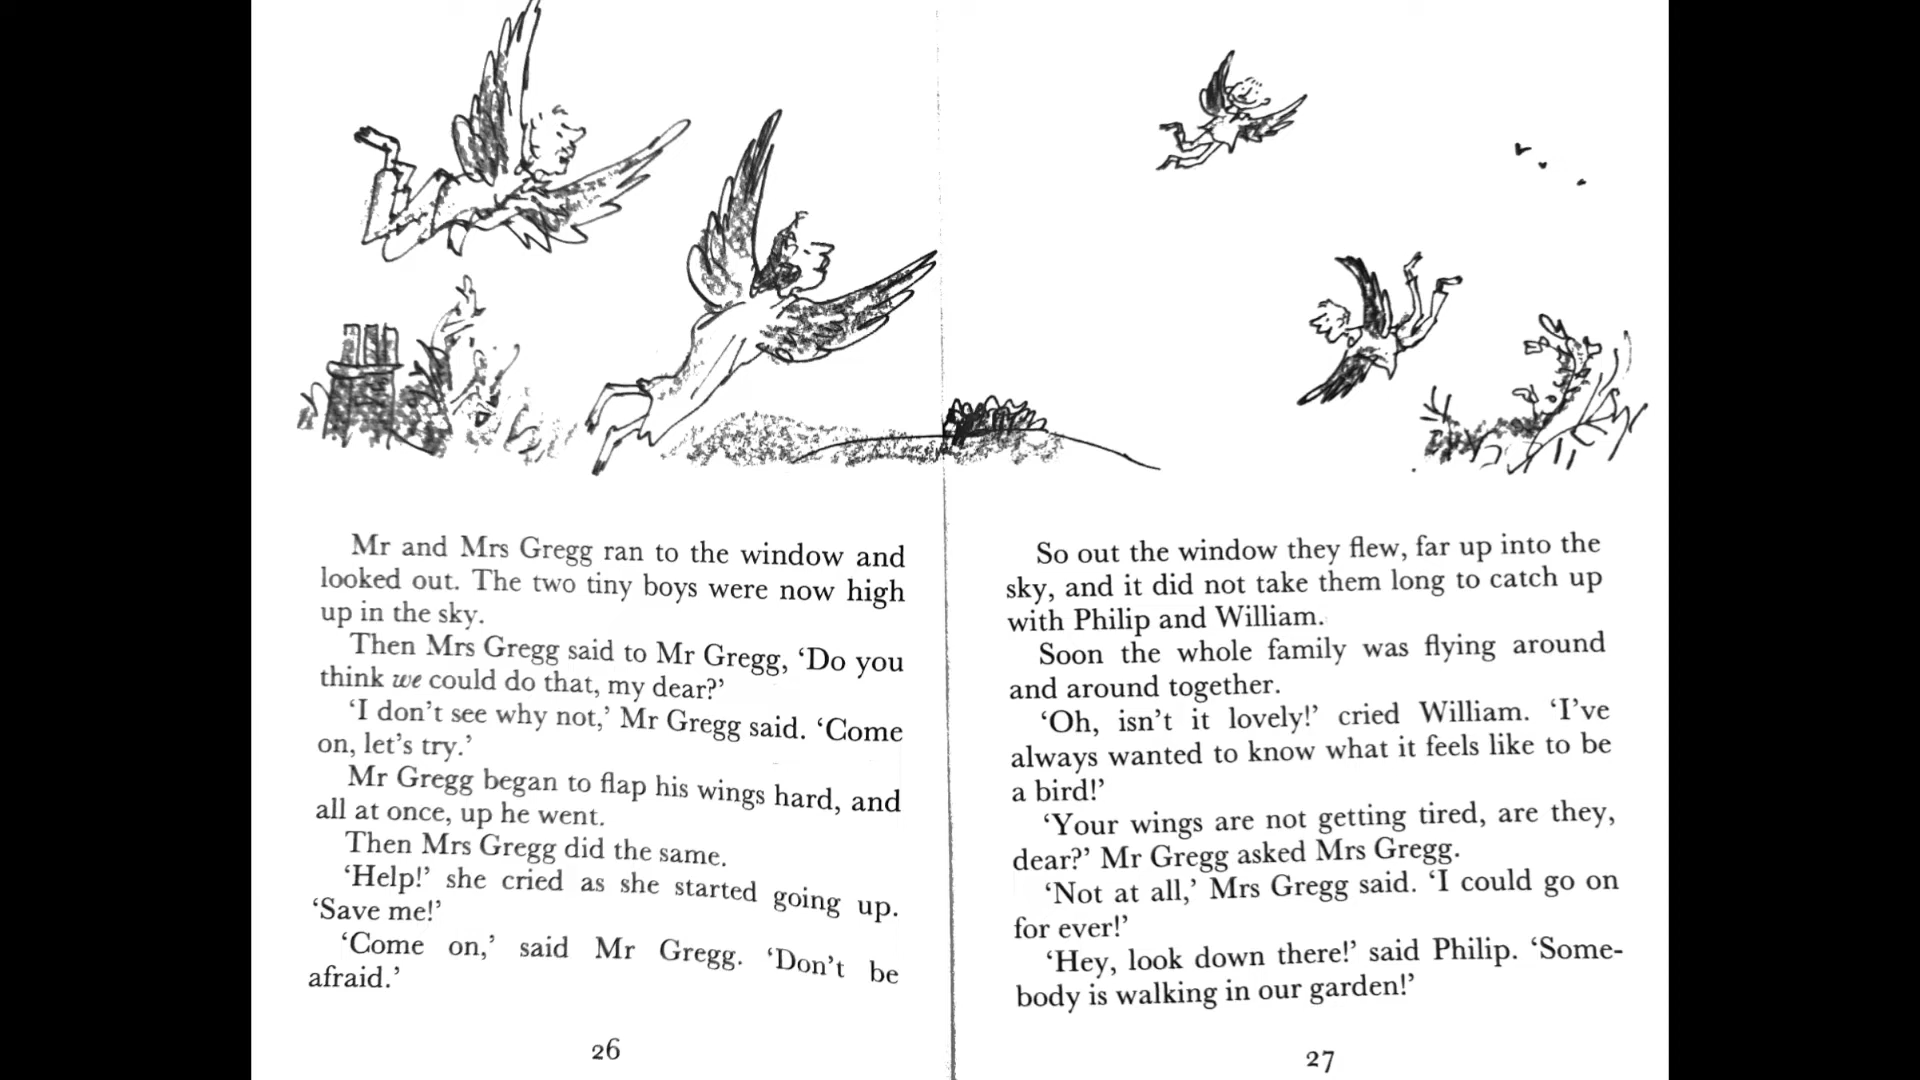 Mr and Mrs Gregg ran to the window and
looked out. The two tiny boys were now high
up in the sky.
Then Mrs Gregg said to Mr Gregg, ‘Do you
think we could do that, my dear?’
‘I don’t see why not,’ Mr Gregg said. ‘Come
on, let’s try.’
Mr Gregg began to flap his wings hard, and
all at once, up he went.
Then Mrs Gregg did the same.
‘Help!’ she cried as she started going up.
‘Save me!’
‘Come on,’ said Mr Gregg. ‘Don’t be
afraid.’
26
So out the window they flew, far up into the
sky, and it did not take them long to catch up
with Philip and William.
Soon the whole family was flying around
and around together.
‘Oh, isn’t it lovely!’ cried William. ‘I’ve
always wanted to know what it feels like to be
a bird!’
‘Your wings are not getting tired, are they,
dear?’ Mr Gregg asked Mrs Gregg.
‘Not at all,’ Mrs Gregg said. ‘I could go on
for ever!’
‘Hey, look down there!’ said Philip. ‘Some-
body is walking in our garden!’
27